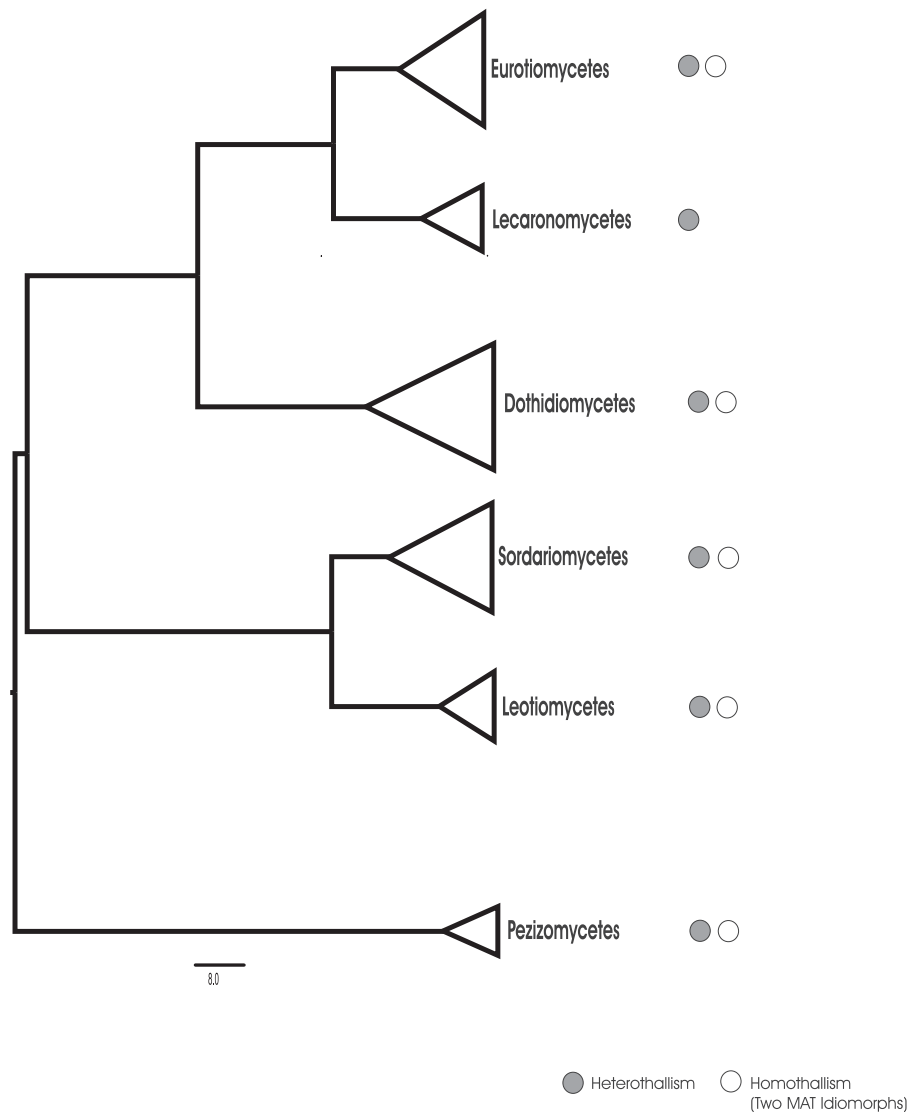 Eurotiomycetes
Lecaronomycetes
Dothidiomycetes
Sordariomycetes
Leotiomycetes
Pezizomycetes
8.0
Heterothallism
Homothallism
(Two MAT Idiomorphs)